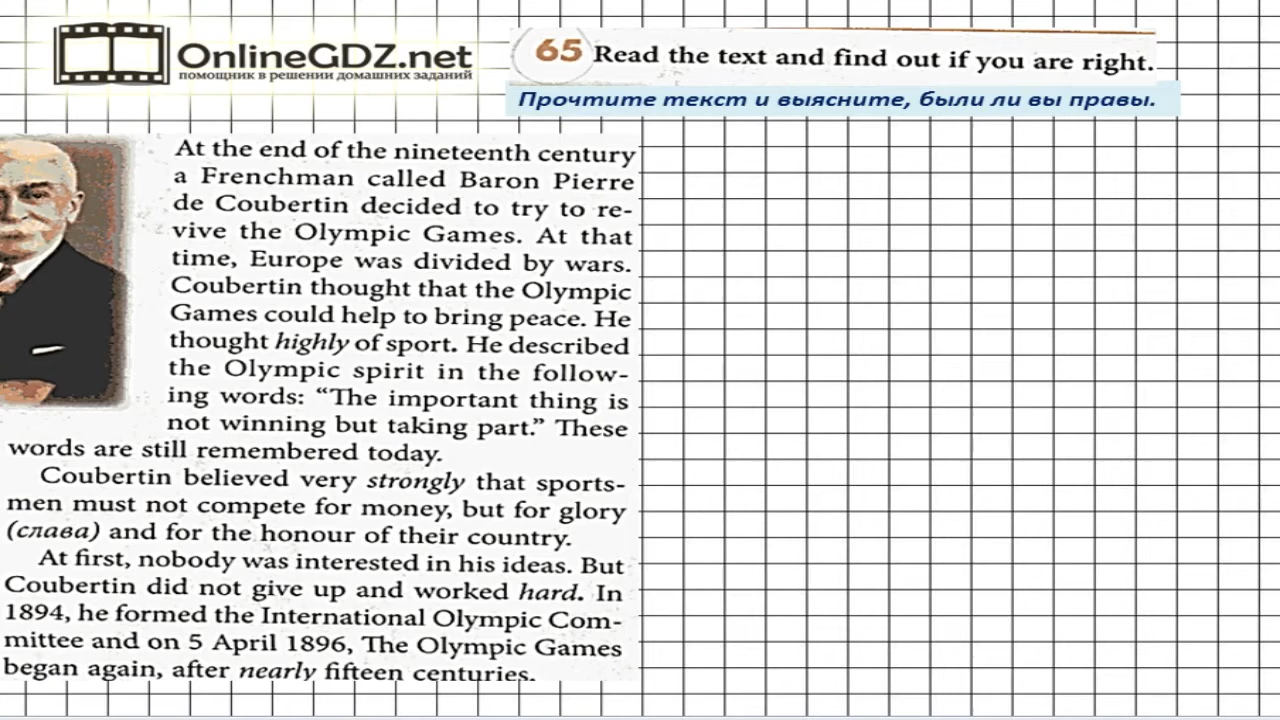 OnlineGDZ.net
помощник в решении домашних заданий
65 Read the text and find out if you are right.
Прочтите текст и выясните, были ли вы правы.
At the end of the nineteenth century
a Frenchman called Baron Pierre
de Coubertin decided to try to re-
vive the Olympic Games. At that
time, Europe was divided by wars.
Coubertin thought that the Olympic
Games could help to bring peace. He
thought highly of sport. He described
the Olympic spirit in the follow-
ing words: “The important thing is
not winning but taking part.” These
words are still remembered today.
Coubertin believed very strongly that sports-
men must not compete for money, but for glory
(слава) and for the honour of their country.
At first, nobody was interested in his ideas. But
Coubertin did not give up and worked hard. In
1894, he formed the International Olympic Com-
mittee and on 5 April 1896, The Olympic Games
began again, after nearly fifteen centuries.